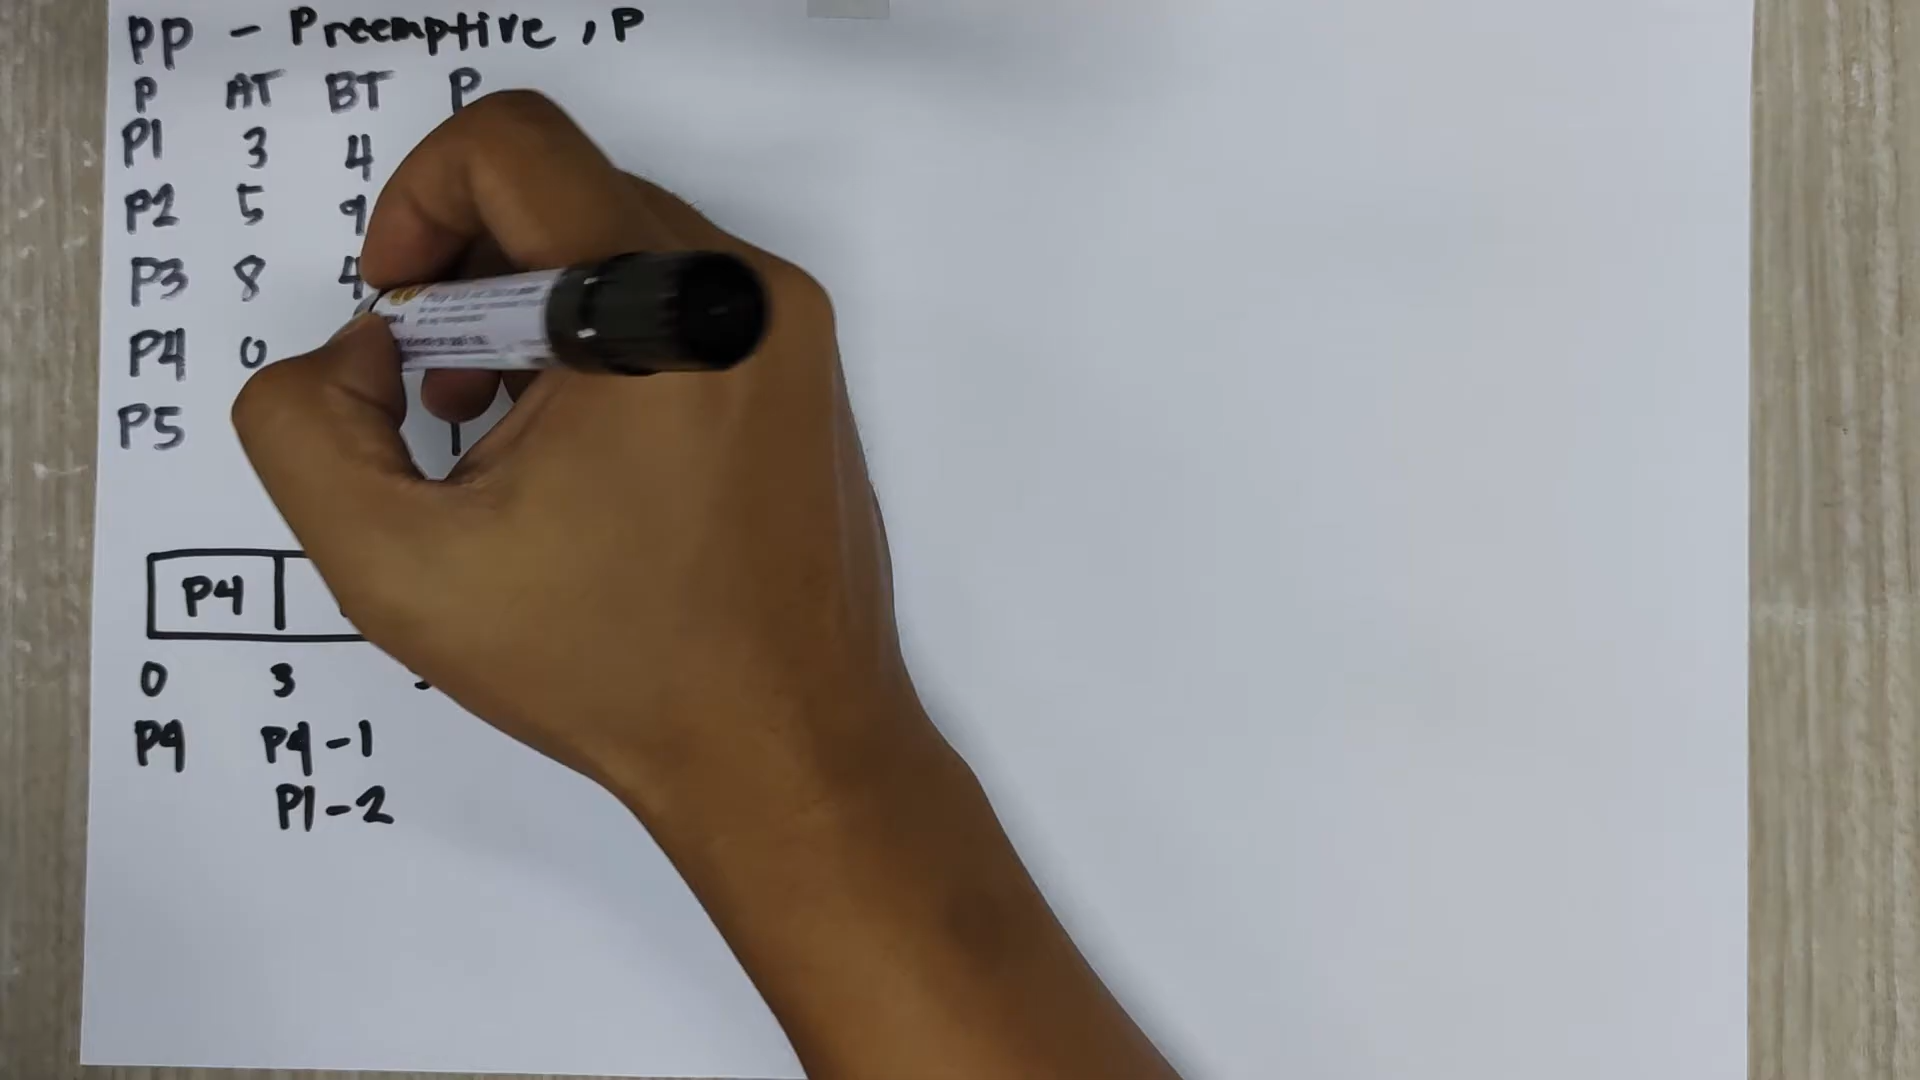 PP - Preemptive, P
P AT BT P
P1 3 4
P2 5 9
P3 8 4
P4 0
P5 1
P4
0 3
P4 P4-1
P1-2